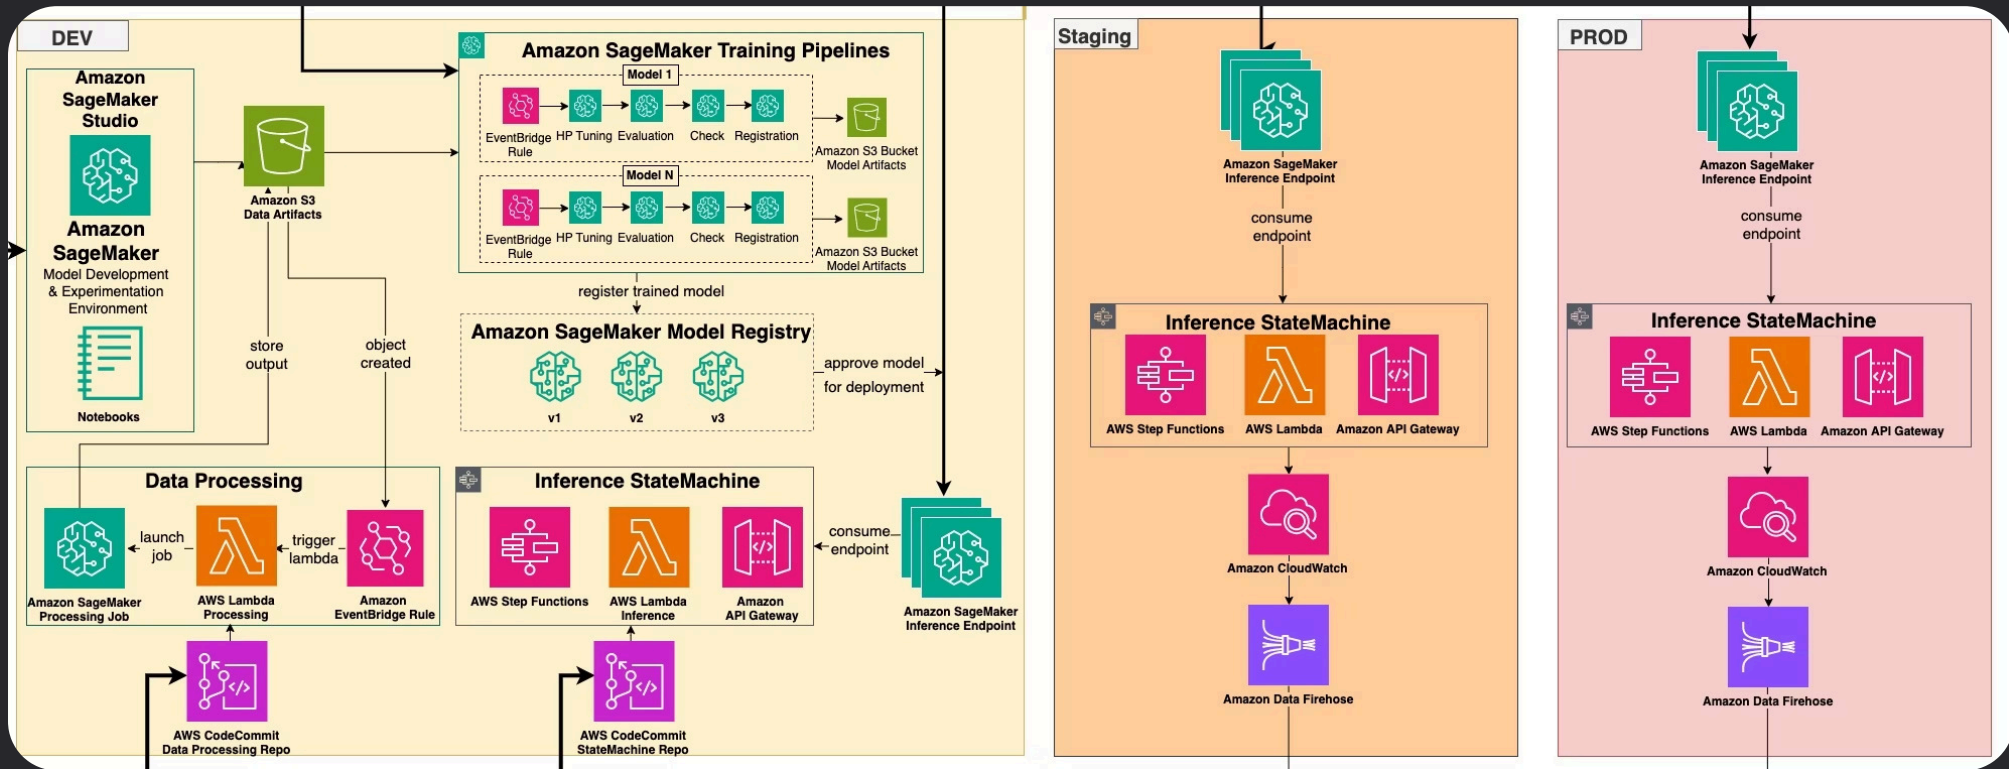 DEV
Amazon
SageMaker
Studio
Amazon
SageMaker
Model Development
& Experimentation
Environment
Notebooks
Amazon S3
Data Artifacts
store
output
object
created
Amazon SageMaker Training Pipelines
Model 1
EventBridge
Rule
HP Tuning
Evaluation
Check
Registration
Amazon S3 Bucket
Model Artifacts
Model N
EventBridge
Rule
HP Tuning
Evaluation
Check
Registration
Amazon S3 Bucket
Model Artifacts
register trained model
Amazon SageMaker Model Registry
v1
v2
v3
approve model
for deployment
Data Processing
launch
job
trigger
lambda
Amazon SageMaker
Processing Job
AWS Lambda
Processing
Amazon
EventBridge Rule
AWS CodeCommit
Data Processing Repo
Inference StateMachine
AWS Step Functions
AWS Lambda
Inference
Amazon
API Gateway
consume
endpoint
Amazon SageMaker
Inference Endpoint
AWS CodeCommit
StateMachine Repo
Staging
Amazon SageMaker
Inference Endpoint
consume
endpoint
Inference StateMachine
AWS Step Functions
AWS Lambda
Amazon API Gateway
Amazon CloudWatch
Amazon Data Firehose
PROD
Amazon SageMaker
Inference Endpoint
consume
endpoint
Inference StateMachine
AWS Step Functions
AWS Lambda
Amazon API Gateway
Amazon CloudWatch
Amazon Data Firehose